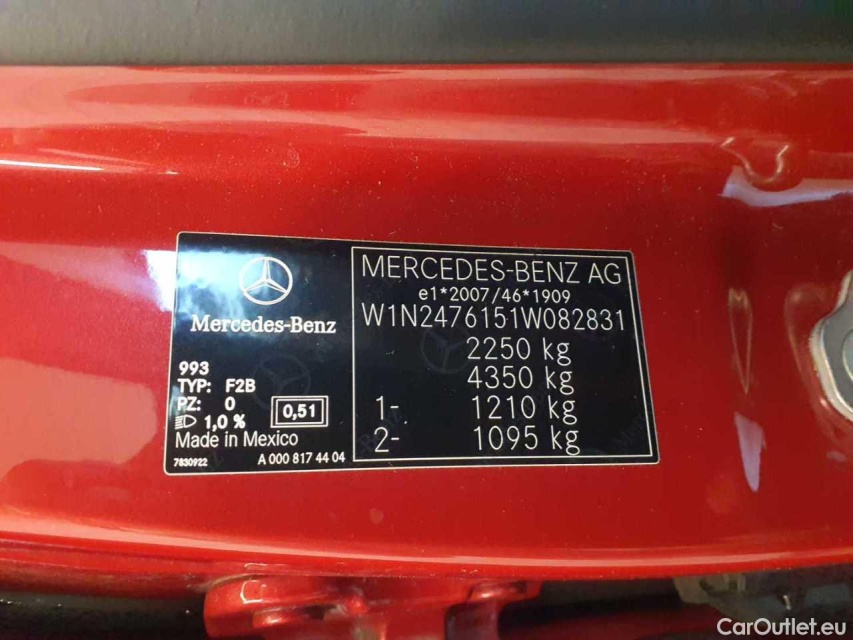 Mercedes-Benz
993
TYP: F2B
PZ: 0
1,0 %
0,51
Made in Mexico
7830922
A 000 817 44 04
MERCEDES-BENZ AG
e1*2007/46*1909
W1N2476151W082831
2250 kg
4350 kg
1- 1210 kg
2- 1095 kg
CarOutlet.eu